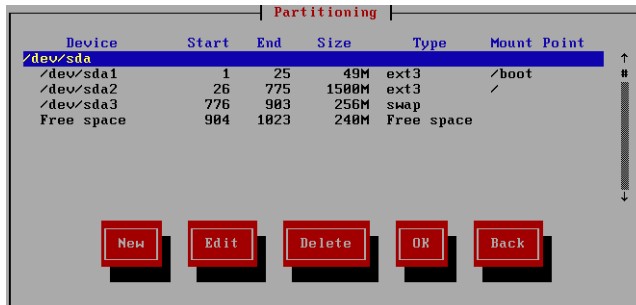 Partitioning
Device Start End Size Type Mount Point
/dev/sda
/dev/sda1 1 25 49M ext3 /boot
/dev/sda2 26 775 1500M ext3 /
/dev/sda3 776 903 256M swap
Free space 904 1023 240M Free space
New Edit Delete OK Back